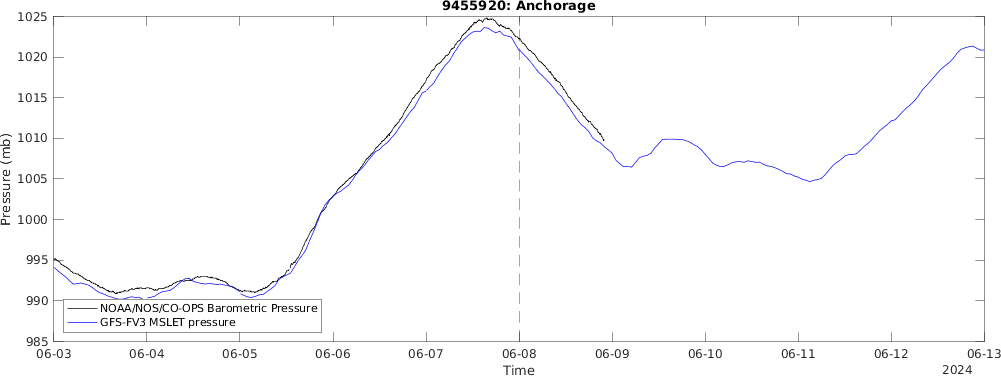 9455920: Anchorage
1025
1020
1015
1010
1005
1000
995
990
985
Pressure (mb)
NOAA/NOS/CO-OPS Barometric Pressure
GFS-FV3 MSLET pressure
06-03 06-04 06-05 06-06 06-07 06-08 06-09 06-10 06-11 06-12 06-13
Time
2024